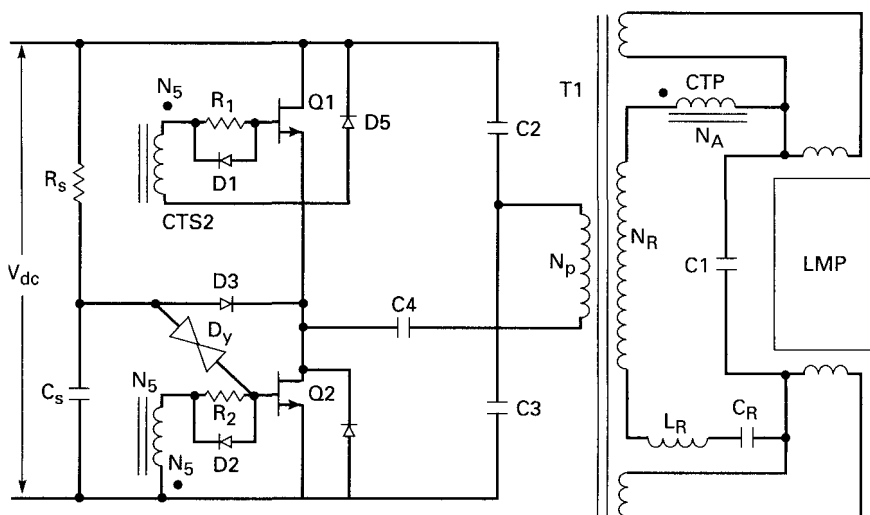 N5
R1
Q1
D5
D1
CTS2
Rs
Vdc
D3
Dy
C4
Cs
N5
R2
Q2
D2
N5
C2
C3
Np
T1
CTP
NA
NR
C1
LMP
LR
CR